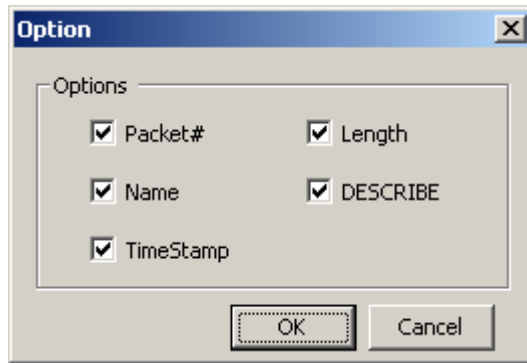 Option
Options
Packet# Length
Name DESCRIBE
TimeStamp
OK Cancel